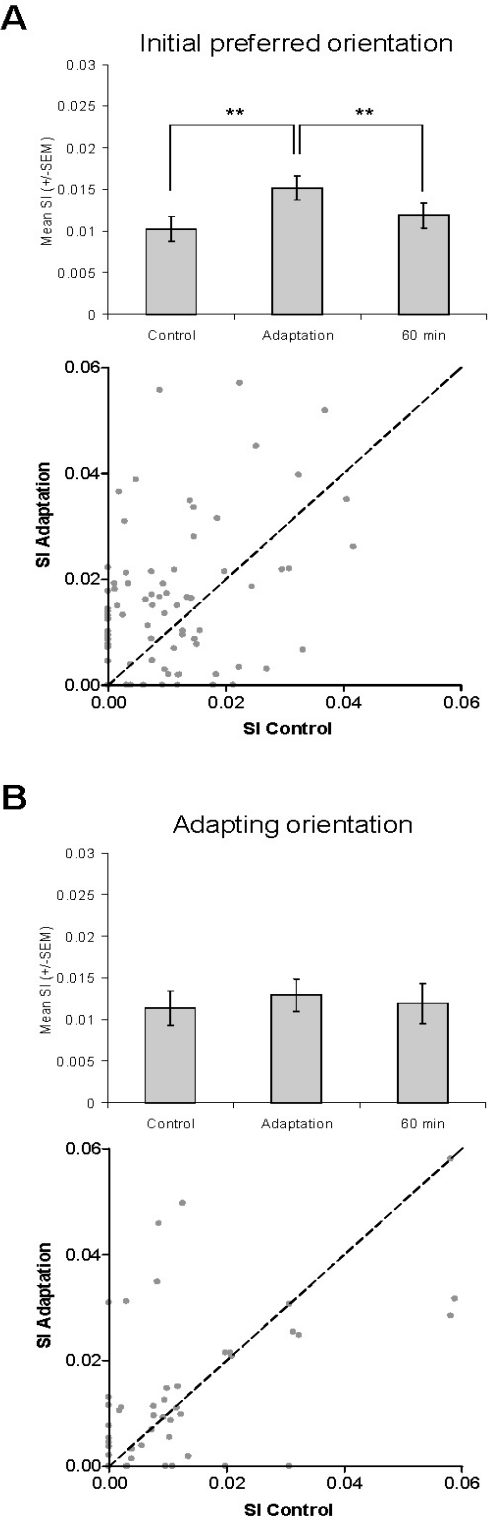 A
Initial preferred orientation
0.03
0.025
0.02
0.015
0.01
0.005
0
Mean SI (+/-SEM)
** **
Control Adaptation 60 min
0.06
0.04
0.02
0.00
SI Adaptation
0.00 0.02 0.04 0.06
SI Control
B
Adapting orientation
0.03
0.025
0.02
0.015
0.01
0.005
0
Mean SI (+/-SEM)
Control Adaptation 60 min
0.06
0.04
0.02
0.00
SI Adaptation
0.00 0.02 0.04 0.06
SI Control